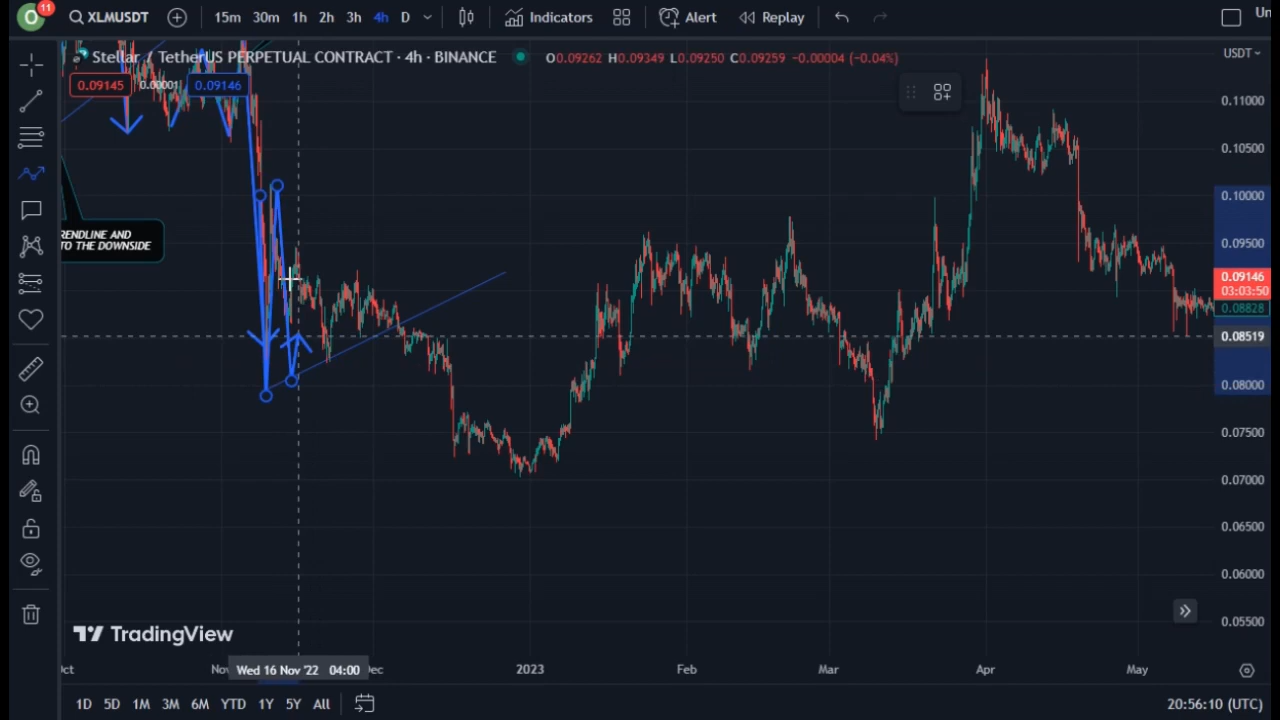 11
XLMUSDT 15m 30m 1h 2h 3h 4h D Indicators Alert Replay Un
Stellar / TetherUS PERPETUAL CONTRACT · 4h · BINANCE O0.09262 H0.09349 L0.09250 C0.09259 -0.00004 (-0.04%) USDT
0.09145 0.00001 0.09146
0.11000
0.10500
0.10000
RENDLINE AND
TO THE DOWNSIDE
0.09500
0.09146
03:03:50
0.08828
0.08519
0.08000
0.07500
0.07000
0.06500
0.06000
0.05500
TradingView
Wed 16 Nov '22 04:00 2023 Feb Mar Apr May
1D 5D 1M 3M 6M YTD 1Y 5Y All 20:56:10 (UTC)